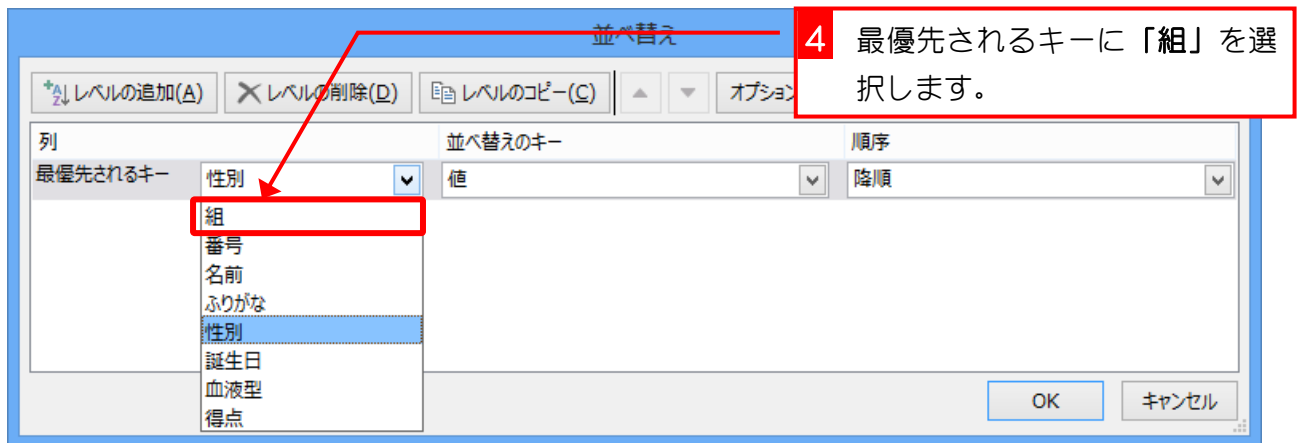 並べ替え
4 最優先されるキーに「組」を選
択します。
レベルの追加(A) レベルの削除(D) レベルのコピー(C) オプション
列 並べ替えのキー 順序
最優先されるキー 性別 値 降順
組
番号
名前
ふりがな
性別
誕生日
血液型
得点
OK キャンセル